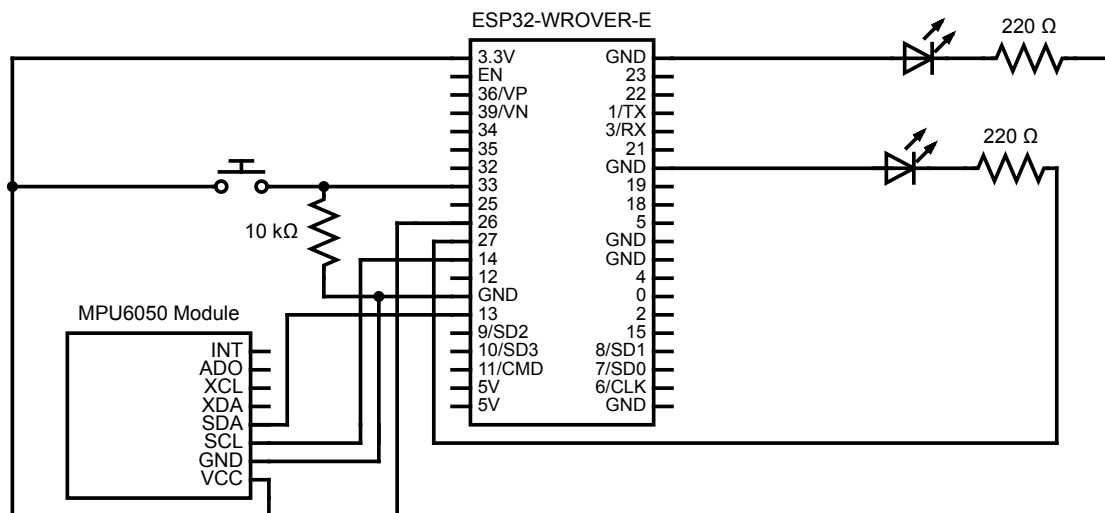 ESP32-WROVER-E
3.3V
EN
36/VP
39/VN
34
35
32
33
25
26
27
14
12
GND
13
9/SD2
10/SD3
11/CMD
5V
5V
GND
23
22
1/TX
3/RX
21
GND
19
18
5
GND
GND
4
0
2
15
8/SD1
7/SD0
6/CLK
GND
220 Ω
220 Ω
10 kΩ
MPU6050 Module
INT
ADO
XCL
XDA
SDA
SCL
GND
VCC